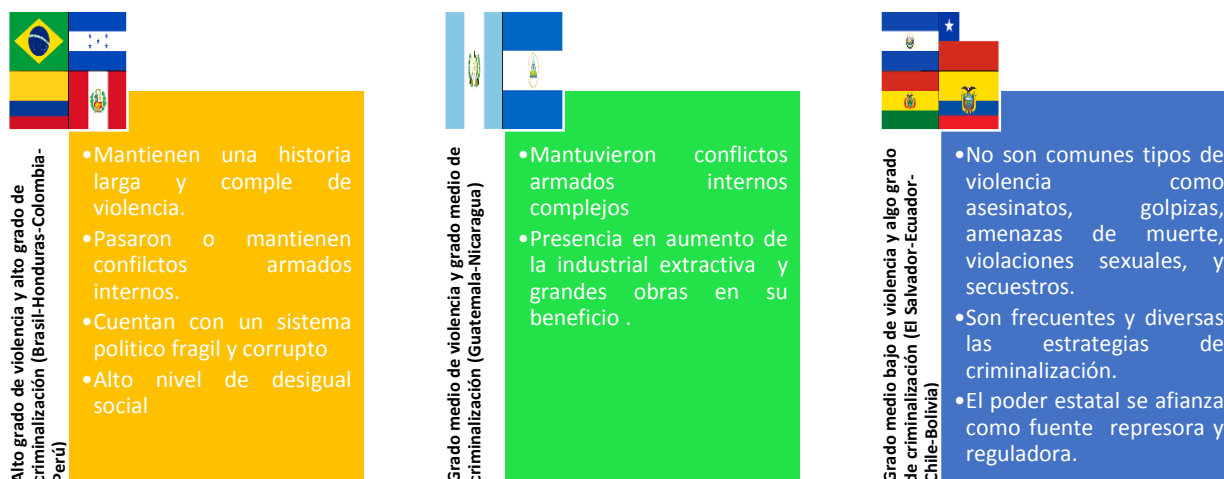 Alto grado de violencia y alto grado de
criminalización (Brasil-Honduras-Colombia-
Perú)
•Mantienen una historia
larga y comple de
violencia.
•Pasaron o mantienen
confilctos armados
internos.
•Cuentan con un sistema
politico fragil y corrupto
•Alto nivel de desigual
social
Grado medio de violencia y grado medio de
criminalización (Guatemala-Nicaragua)
•Mantuvieron conflictos
armados internos
complejos
•Presencia en aumento de
la industrial extractiva y
grandes obras en su
beneficio .
Grado medio bajo de violencia y algo grado
de criminalización (El Salvador-Ecuador-
Chile-Bolivia)
•No son comunes tipos de
violencia como
asesinatos, golpizas,
amenazas de muerte,
violaciones sexuales, y
secuestros.
•Son frecuentes y diversas
las estrategias de
criminalización.
•El poder estatal se afianza
como fuente represora y
reguladora.